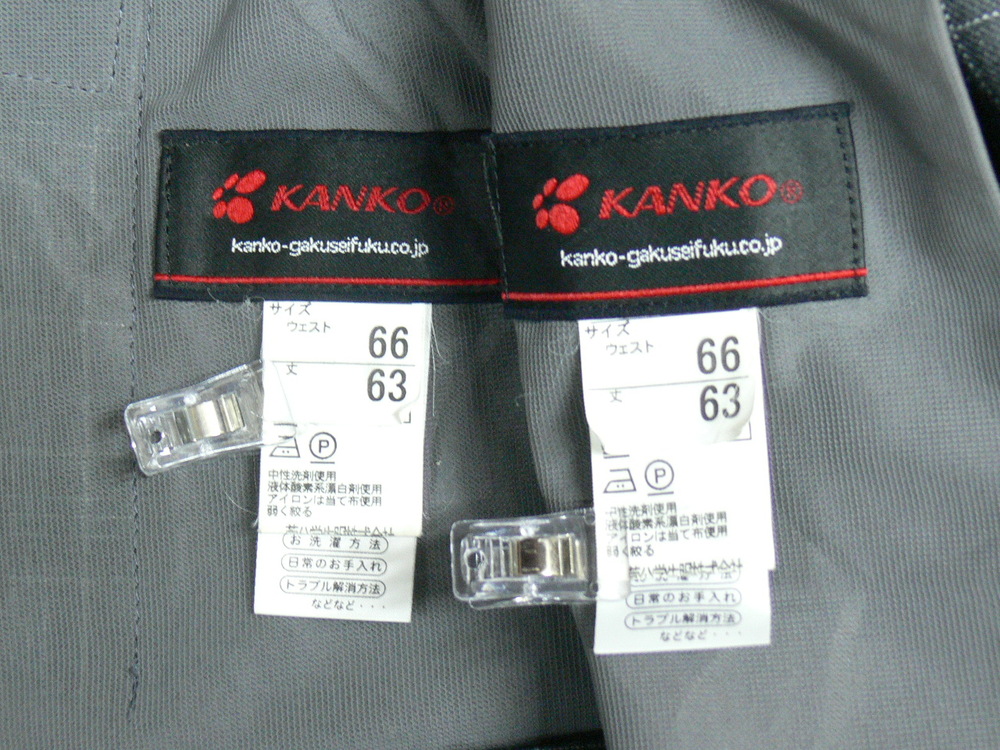 KANKO®
kanko-gakuseifuku.co.jp
サイズ
ウェスト 66
丈 63
P
中性洗剤使用
液体酸素系漂白剤使用
アイロンは当て布使用
弱く絞る
お洗濯方法
日常のお手入れ
トラブル解消方法
などなど・・・
KANKO®
kanko-gakuseifuku.co.jp
サイズ
ウェスト 66
丈 63
P
中性洗剤使用
液体酸素系漂白剤使用
アイロンは当て布使用
弱く絞る
日常のお手入れ
トラブル解消方法
などなど・・・